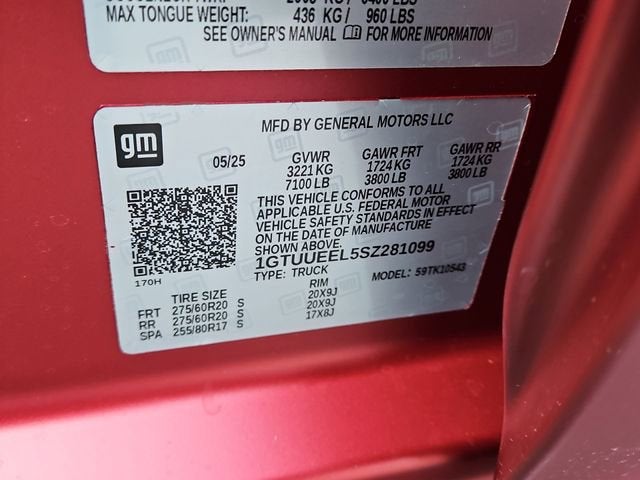 MAX TONGUE WEIGHT: 436 KG/ 960 LBS
SEE OWNER'S MANUAL FOR MORE INFORMATION
gm
MFD BY GENERAL MOTORS LLC
05/25 GVWR GAWR FRT GAWR RR
3221 KG 1724 KG 1724 KG
7100 LB 3800 LB 3800 LB
THIS VEHICLE CONFORMS TO ALL
APPLICABLE U.S. FEDERAL MOTOR
VEHICLE SAFETY STANDARDS IN EFFECT
ON THE DATE OF MANUFACTURE
SHOWN ABOVE.
1GTUUEEL5SZ281099
170H TYPE: TRUCK MODEL: 59TK10543
TIRE SIZE RIM
FRT 275/60R20 S 20X9J
RR 275/60R20 S 20X9J
SPA 255/80R17 S 17X8J